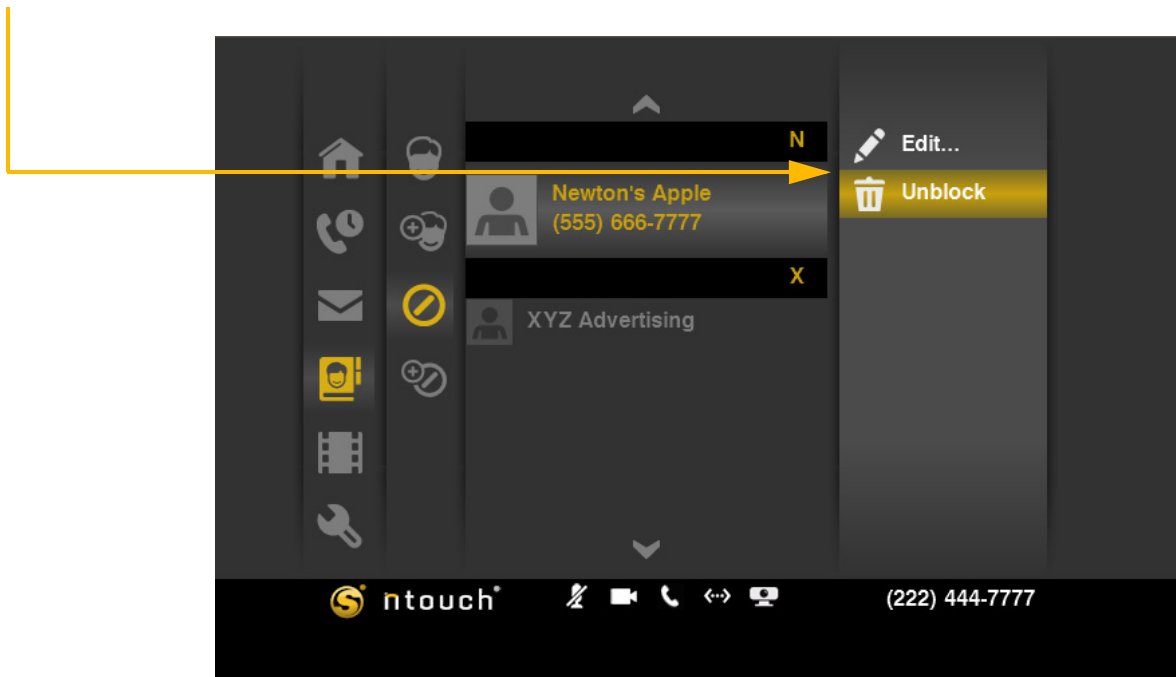 N
Newton's Apple
(555) 666-7777
X
XYZ Advertising
Edit...
Unblock
S ntouch
(222) 444-7777